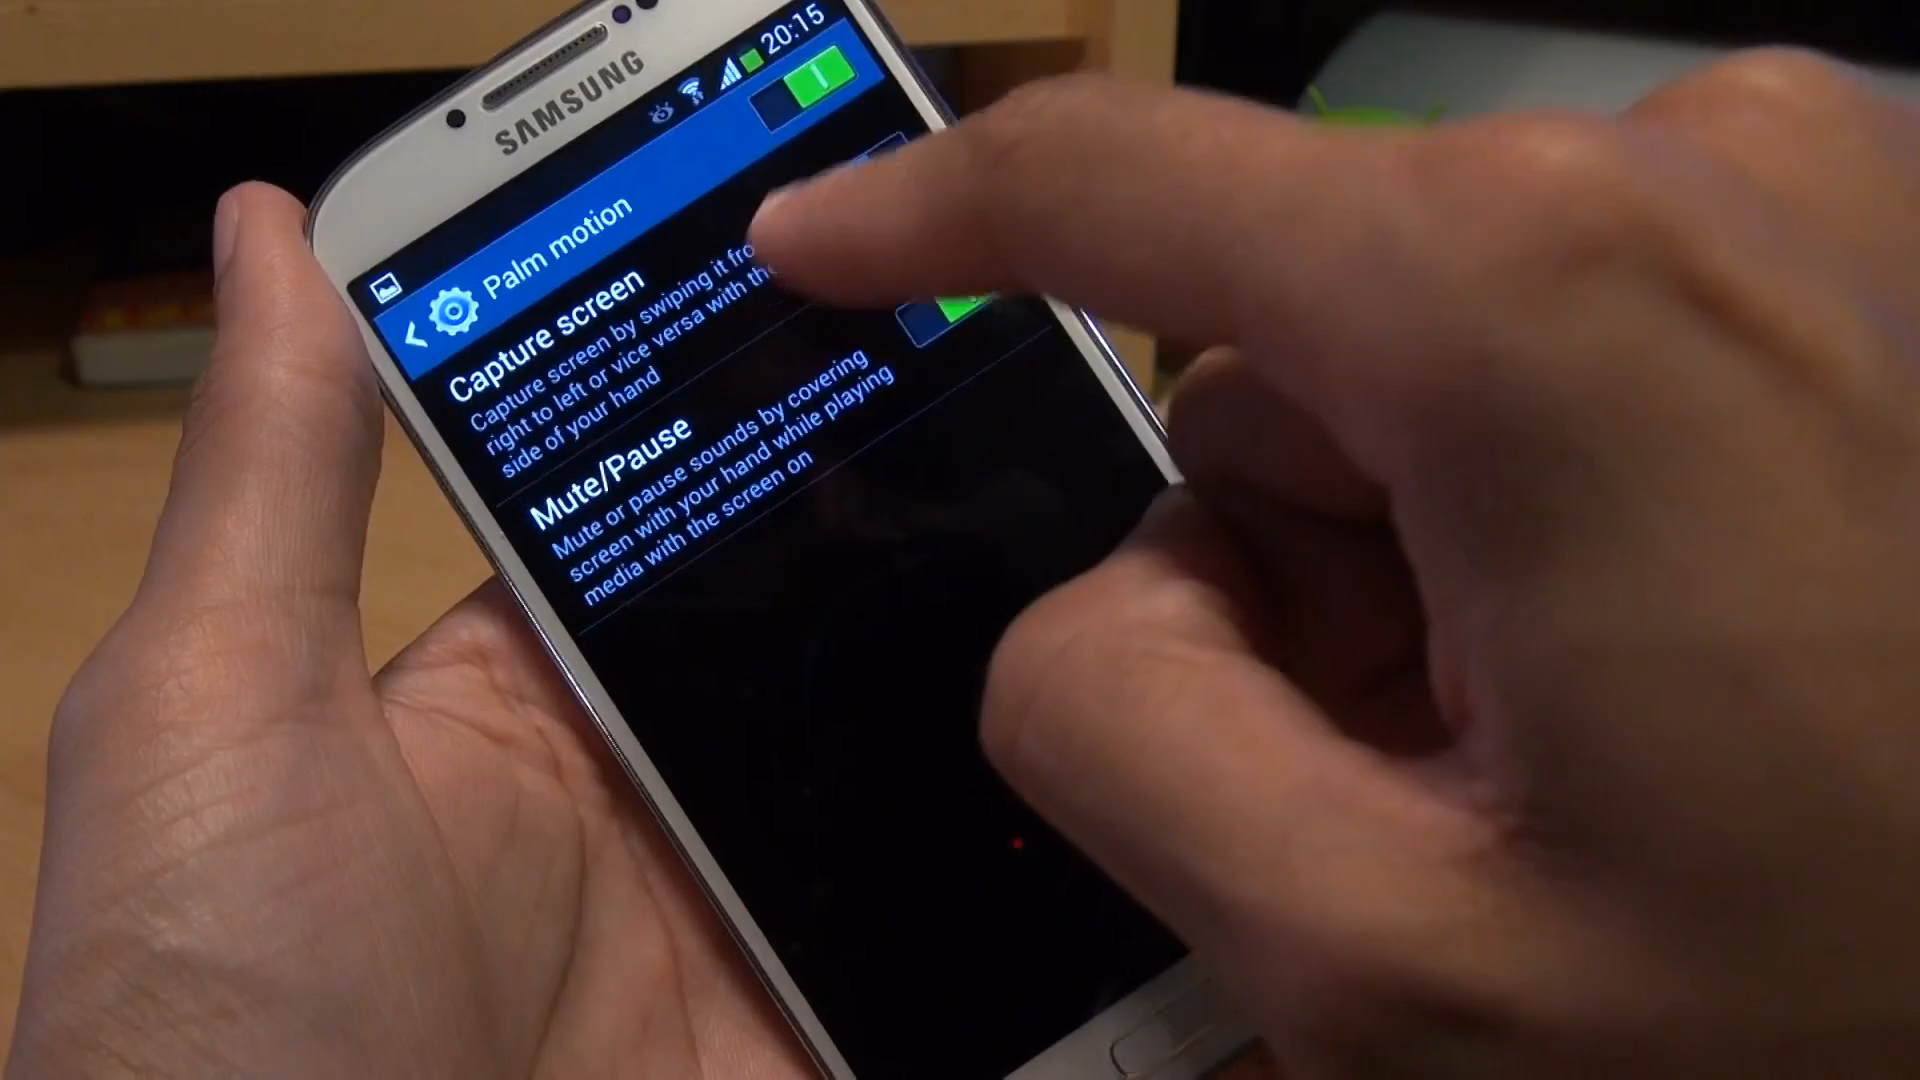 SAMSUNG
20:15
Palm motion
Capture screen
Capture screen by swiping it
right to left or vice versa with
side of your hand
Mute/Pause
Mute or pause sounds by covering
screen with your hand while playing
media with the screen on